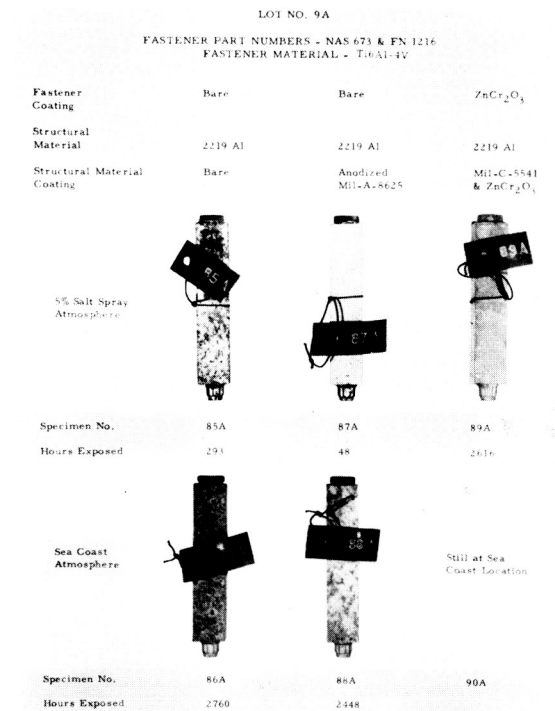 LOT NO. 9A
FASTENER PART NUMBERS - NAS 673 & FN 1216
FASTENER MATERIAL - Ti6Al-4V
Fastener Coating Bare Bare ZnCr2O3
Structural Material 2219 Al 2219 Al 2219 Al
Structural Material Coating Bare Anodized Mil-A-8625 Mil-C-5541 & ZnCr2O3
85A
89A
87A
5% Salt Spray
Atmosphere
Specimen No. 85A 87A 89A
Hours Exposed 293 48 2616
Sea Coast
Atmosphere
Still at Sea
Coast Location
Specimen No. 86A 88A 90A
Hours Exposed 2760 2448